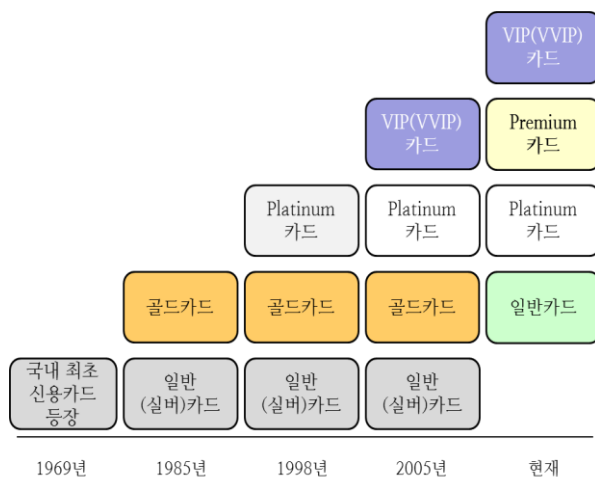 VIP(VVIP)
카드
VIP(VVIP)
카드
Premium
카드
Platinum
카드
Platinum
카드
Platinum
카드
골드카드
골드카드
골드카드
일반카드
국내 최초
신용카드
등장
일반
(실버)카드
일반
(실버)카드
일반
(실버)카드
1969년
1985년
1998년
2005년
현재